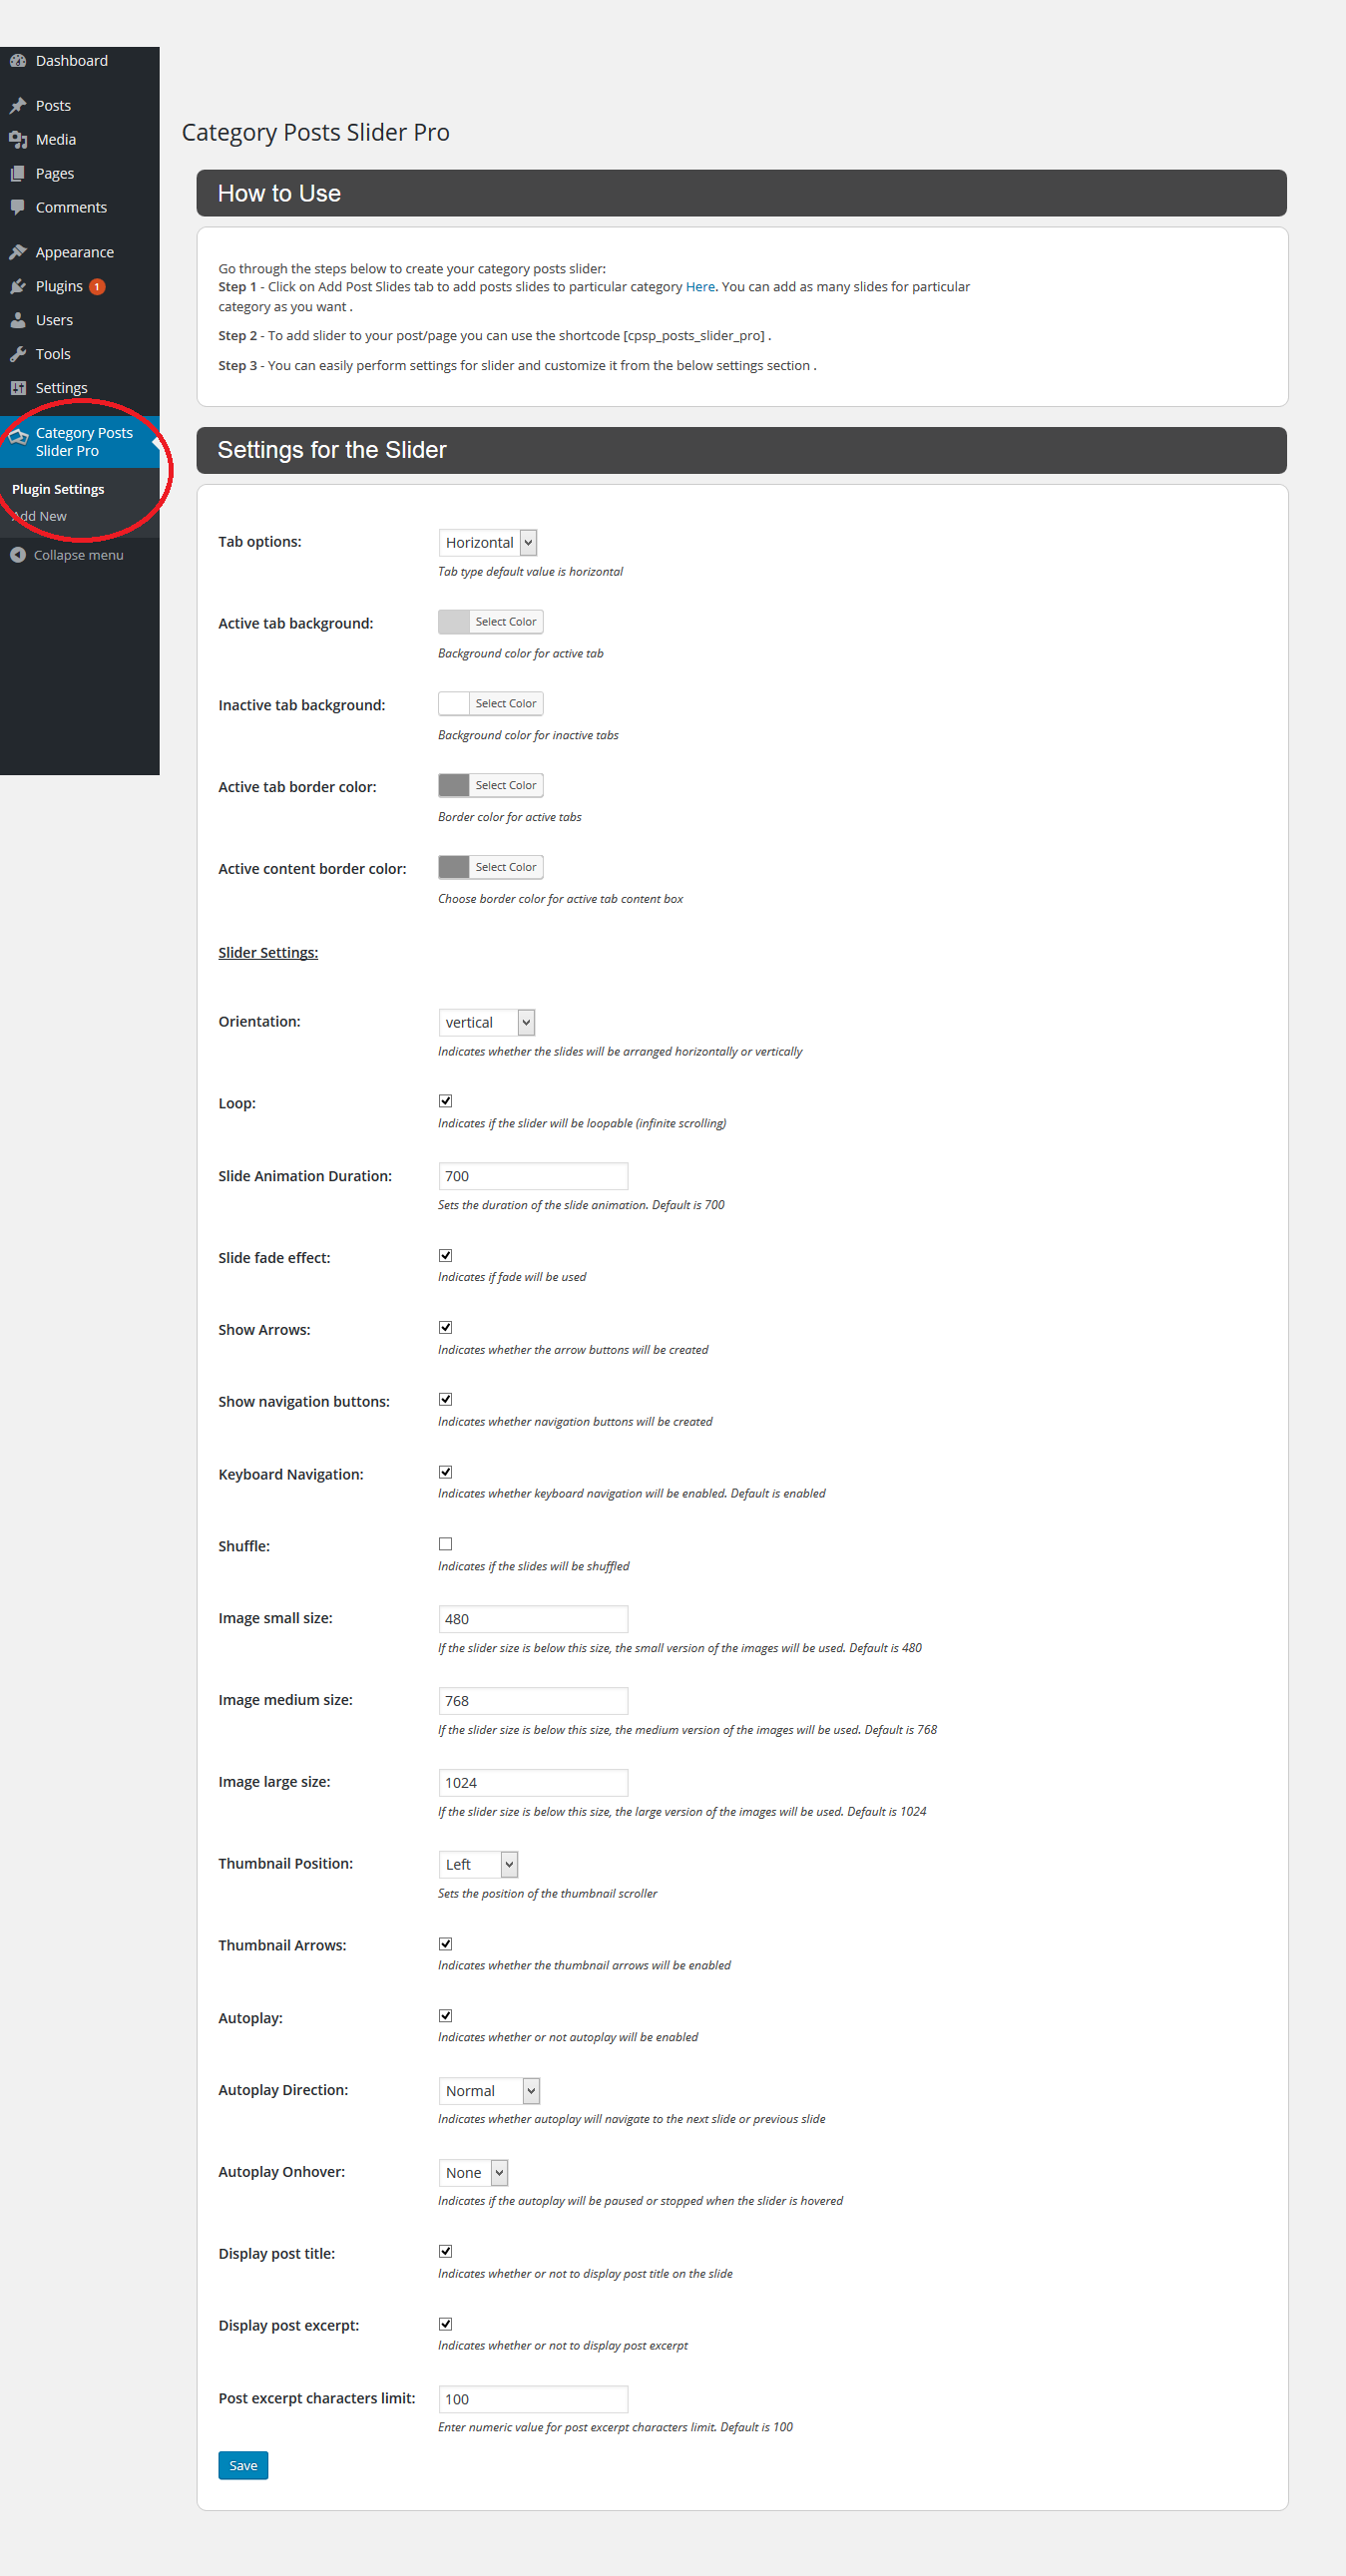 Dashboard
Posts
Media
Pages
Comments
Appearance
Plugins 1
Users
Tools
Settings
Category Posts
Slider Pro
Plugin Settings
Add New
Collapse menu
Category Posts Slider Pro
How to Use
Go through the steps below to create your category posts slider:
Step 1 - Click on Add Post Slides tab to add posts slides to particular category Here. You can add as many slides for particular
category as you want .
Step 2 - To add slider to your post/page you can use the shortcode [cpsp_posts_slider_pro] .
Step 3 - You can easily perform settings for slider and customize it from the below settings section .
Settings for the Slider
Tab options: Horizontal
Tab type default value is horizontal
Active tab background: Select Color
Background color for active tab
Inactive tab background: Select Color
Background color for inactive tabs
Active tab border color: Select Color
Border color for active tabs
Active content border color: Select Color
Choose border color for active tab content box
Slider Settings:
Orientation: vertical
Indicates whether the slides will be arranged horizontally or vertically
Loop:
Indicates if the slider will be loopable (infinite scrolling)
Slide Animation Duration: 700
Sets the duration of the slide animation. Default is 700
Slide fade effect:
Indicates if fade will be used
Show Arrows:
Indicates whether the arrow buttons will be created
Show navigation buttons:
Indicates whether navigation buttons will be created
Keyboard Navigation:
Indicates whether keyboard navigation will be enabled. Default is enabled
Shuffle:
Indicates if the slides will be shuffled
Image small size: 480
If the slider size is below this size, the small version of the images will be used. Default is 480
Image medium size: 768
If the slider size is below this size, the medium version of the images will be used. Default is 768
Image large size: 1024
If the slider size is below this size, the large version of the images will be used. Default is 1024
Thumbnail Position: Left
Sets the position of the thumbnail scroller
Thumbnail Arrows:
Indicates whether the thumbnail arrows will be enabled
Autoplay:
Indicates whether or not autoplay will be enabled
Autoplay Direction: Normal
Indicates whether autoplay will navigate to the next slide or previous slide
Autoplay Onhover: None
Indicates if the autoplay will be paused or stopped when the slider is hovered
Display post title:
Indicates whether or not to display post title on the slide
Display post excerpt:
Indicates whether or not to display post excerpt
Post excerpt characters limit: 100
Enter numeric value for post excerpt characters limit. Default is 100
Save